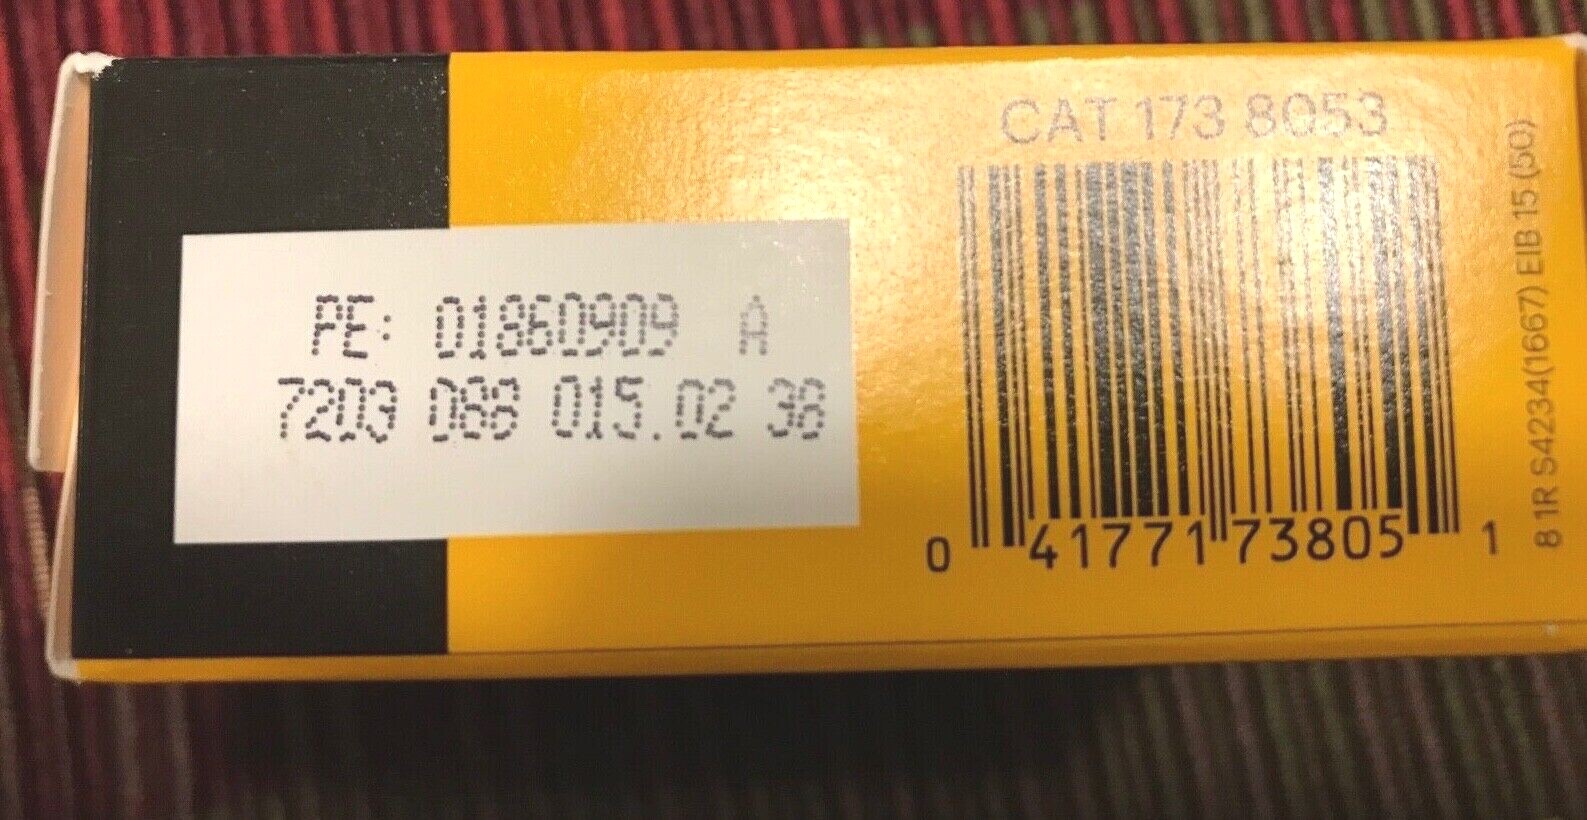 PE: 01860909 A
7203 068 015.02 38
CAT 173 8053
0 41771 73805 1
8 1R S4234(1667) EIB 15 (50)